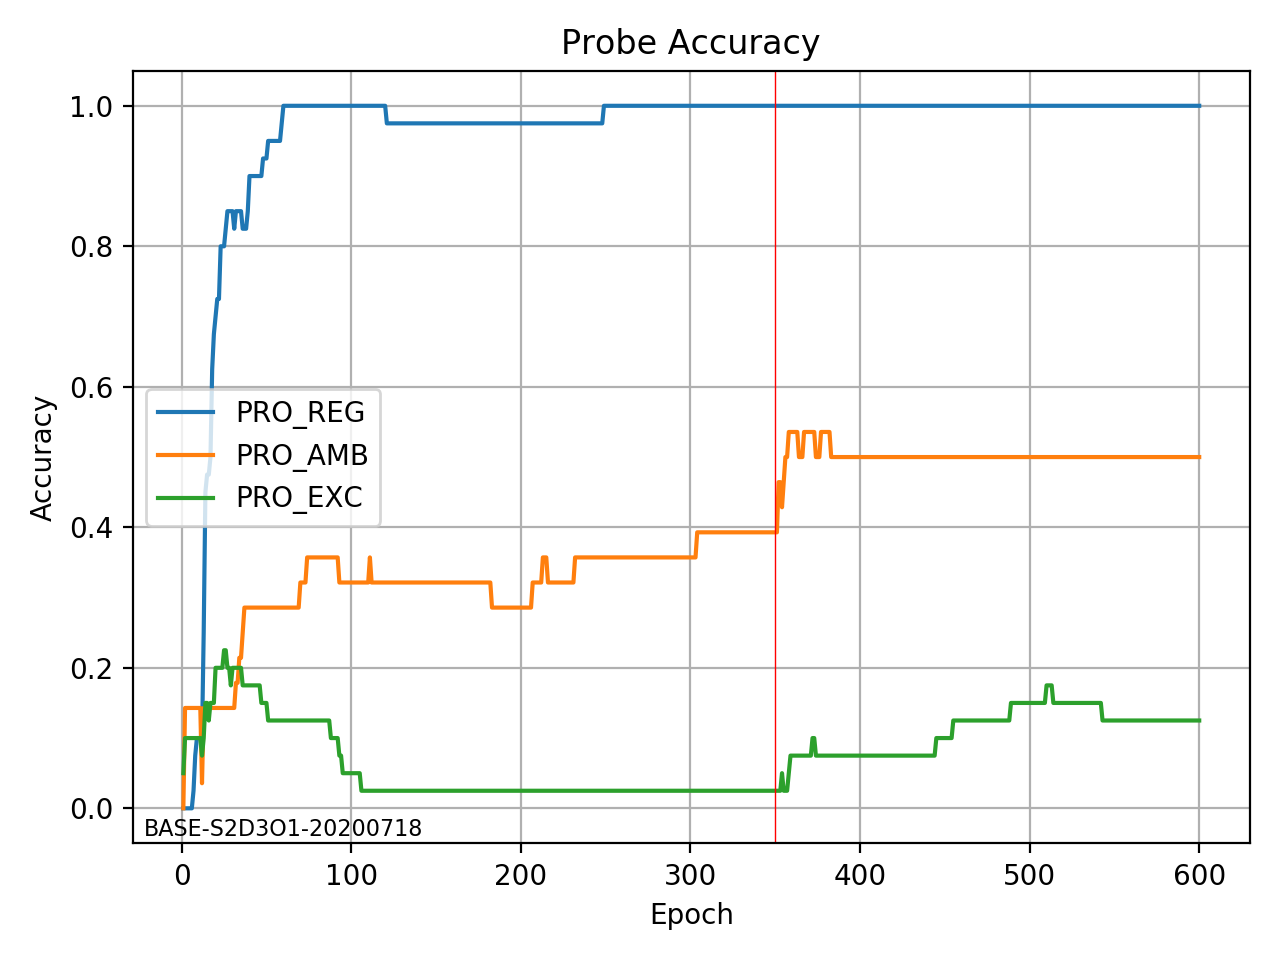 Probe Accuracy
1.0
0.8
0.6
0.4
0.2
0.0
Accuracy
PRO_REG
PRO_AMB
PRO_EXC
BASE-S2D3O1-20200718
0 100 200 300 400 500 600
Epoch